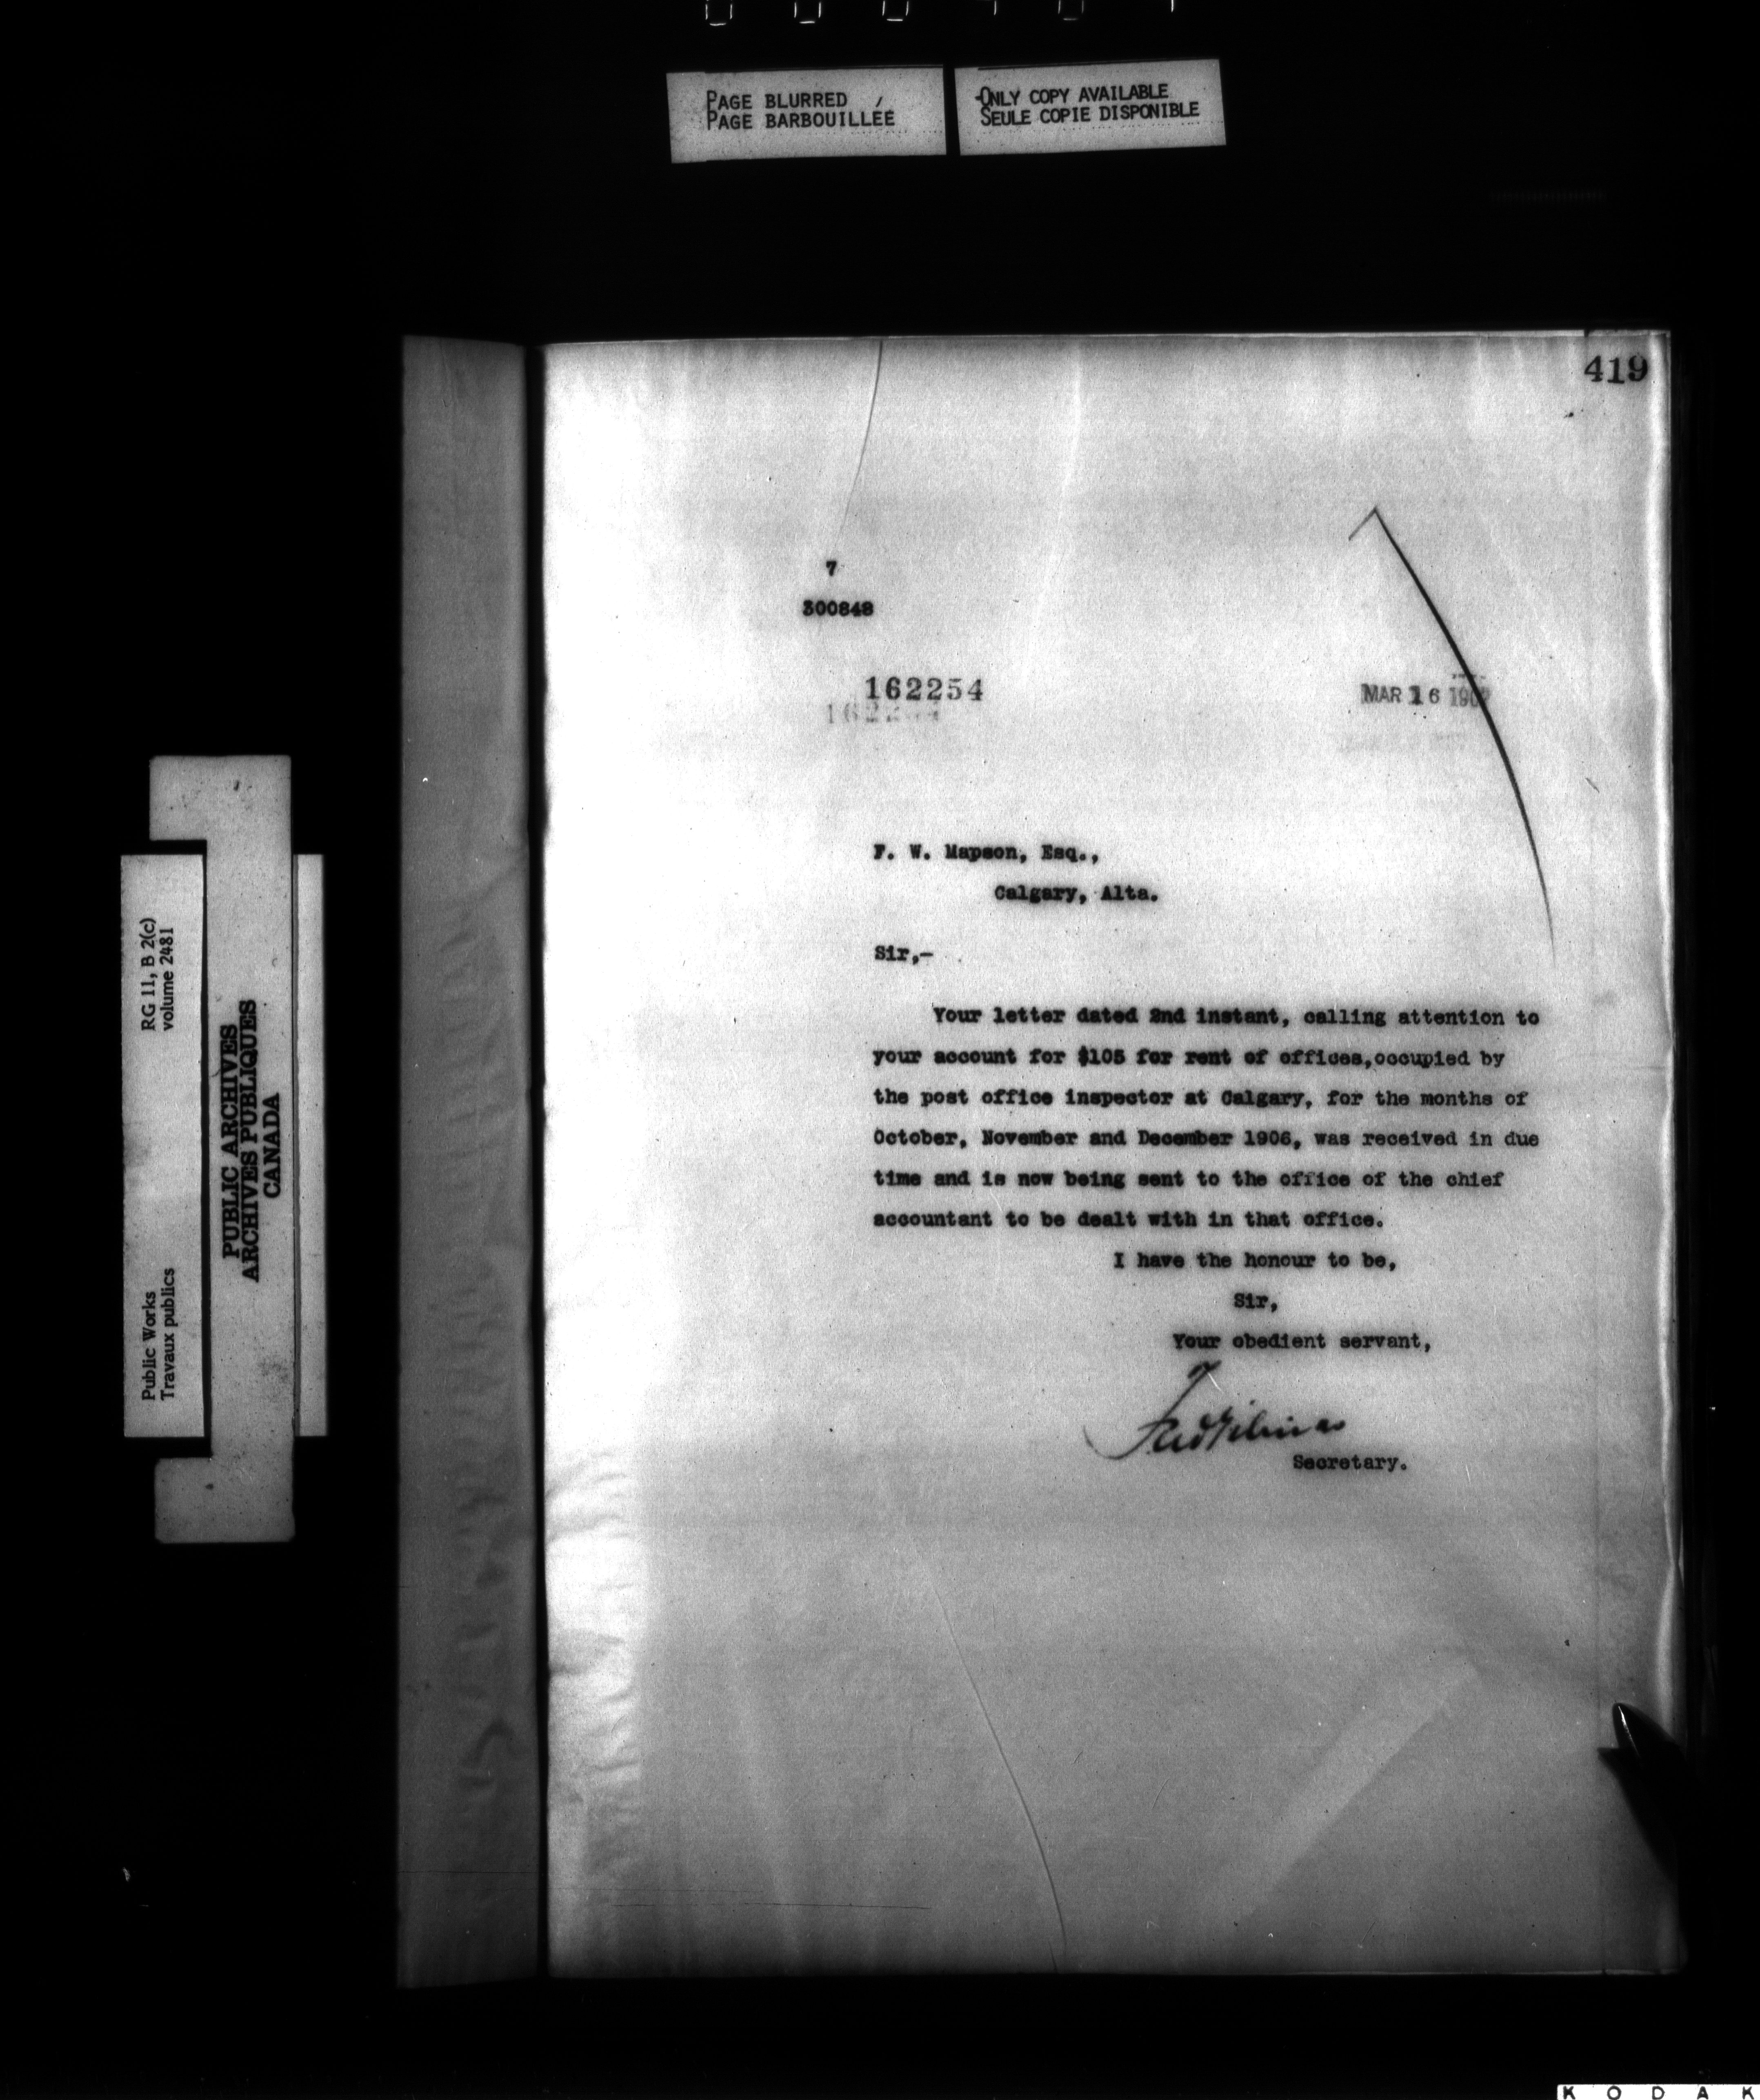 PAGE BLURRED
PAGE BARBOUILLÉE
ONLY COPY AVAILABLE
SEULE COPIE DISPONIBLE
419
7
300848
162254
MAR 16 1907
F. W. Mapson, Esq.,
Calgary, Alta.
Sir,-
Your letter dated 2nd instant, calling attention to
your account for $105 for rent of offices,occupied by
the post office inspector at Calgary, for the months of
October, November and December 1906, was received in due
time and is now being sent to the office of the chief
accountant to be dealt with in that office.
I have the honour to be,
Sir,
Your obedient servant,
Secretary.
RG 11, B 2(c)
volume 2481
Public Works
Travaux publics
PUBLIC ARCHIVES
ARCHIVES PUBLIQUES
CANADA
KODAK